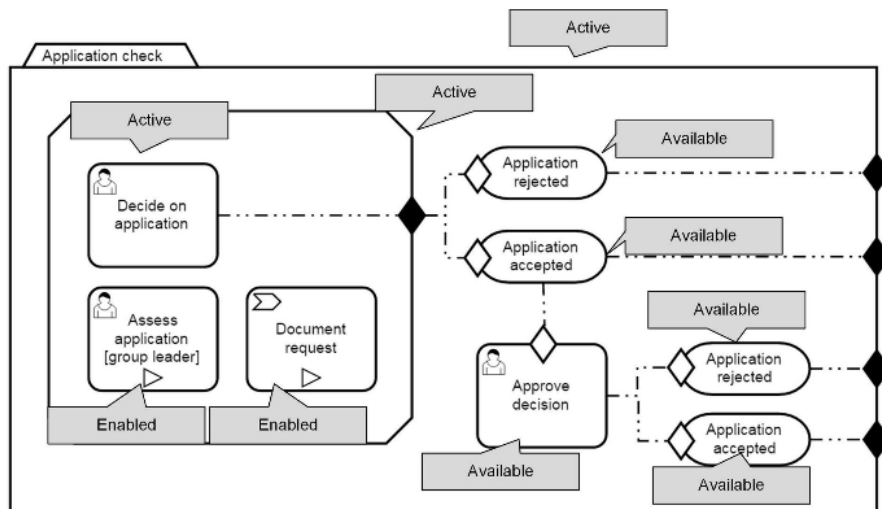 Active
Application check
Active
Active
Available
Application
rejected
Decide on
application
Available
Application
accepted
Assess
application
[group leader]
Document
request
Available
Application
rejected
Approve
decision
Enabled
Enabled
Application
accepted
Available
Available